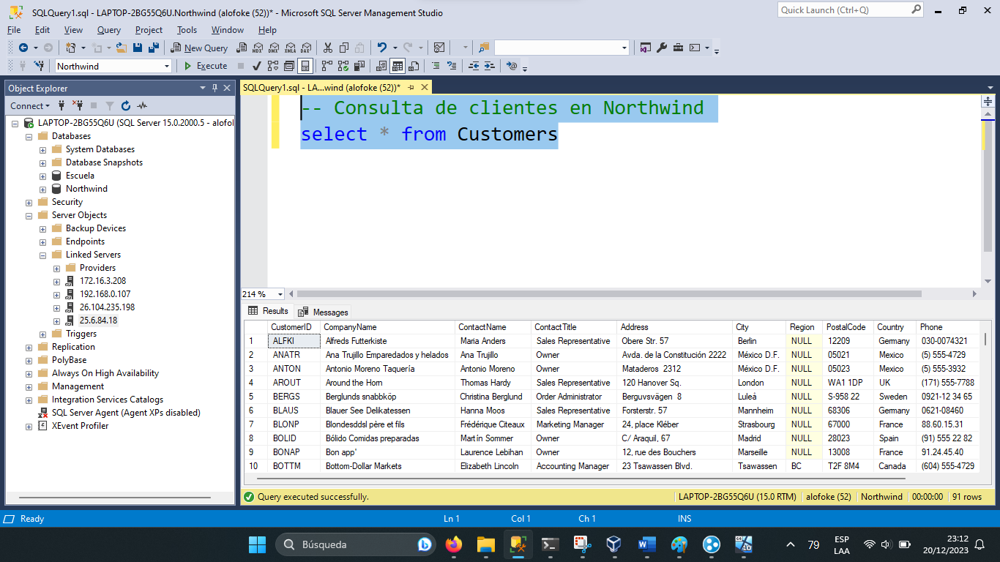 SQLQuery1.sql - LAPTOP-2BG55Q6U.Northwind (alofoke (52))* - Microsoft SQL Server Management Studio
Quick Launch (Ctrl+Q)
File Edit View Query Project Tools Window Help
New Query MDX DMX XMLA DAX
Northwind Execute
Object Explorer
Connect
LAPTOP-2BG55Q6U (SQL Server 15.0.2000.5 - alofol
Databases
System Databases
Database Snapshots
Escuela
Northwind
Security
Server Objects
Backup Devices
Endpoints
Linked Servers
Providers
172.16.3.208
192.168.0.107
26.104.235.198
25.6.84.18
Triggers
Replication
PolyBase
Always On High Availability
Management
Integration Services Catalogs
SQL Server Agent (Agent XPs disabled)
XEvent Profiler
SQLQuery1.sql - LA...wind (alofoke (52))*
-- Consulta de clientes en Northwind
select * from Customers
214 %
Results Messages
CustomerID CompanyName ContactName ContactTitle Address City Region PostalCode Country Phone
1 ALFKI Alfreds Futterkiste Maria Anders Sales Representative Obere Str. 57 Berlin NULL 12209 Germany 030-0074321
2 ANATR Ana Trujillo Emparedados y helados Ana Trujillo Owner Avda. de la Constitución 2222 México D.F. NULL 05021 Mexico (5) 555-4729
3 ANTON Antonio Moreno Taquería Antonio Moreno Owner Mataderos 2312 México D.F. NULL 05023 Mexico (5) 555-3932
4 AROUT Around the Horn Thomas Hardy Sales Representative 120 Hanover Sq. London NULL WA1 1DP UK (171) 555-7788
5 BERGS Berglunds snabbköp Christina Berglund Order Administrator Berguvsvägen 8 Luleå NULL S-958 22 Sweden 0921-12 34 65
6 BLAUS Blauer See Delikatessen Hanna Moos Sales Representative Forsterstr. 57 Mannheim NULL 68306 Germany 0621-08460
7 BLONP Blondesddsl père et fils Frédérique Citeaux Marketing Manager 24, place Kléber Strasbourg NULL 67000 France 88.60.15.31
8 BOLID Bólido Comidas preparadas Martín Sommer Owner C/ Araquil, 67 Madrid NULL 28023 Spain (91) 555 22 82
9 BONAP Bon app' Laurence Lebihan Owner 12, rue des Bouchers Marseille NULL 13008 France 91.24.45.40
10 BOTTM Bottom-Dollar Markets Elizabeth Lincoln Accounting Manager 23 Tsawassen Blvd. Tsawassen BC T2F 8M4 Canada (604) 555-4729
Query executed successfully. LAPTOP-2BG55Q6U (15.0 RTM) alofoke (52) Northwind 00:00:00 91 rows
Ready Ln 1 Col 1 Ch 1 INS
Búsqueda
79
ESP
LAA
23:12
20/12/2023